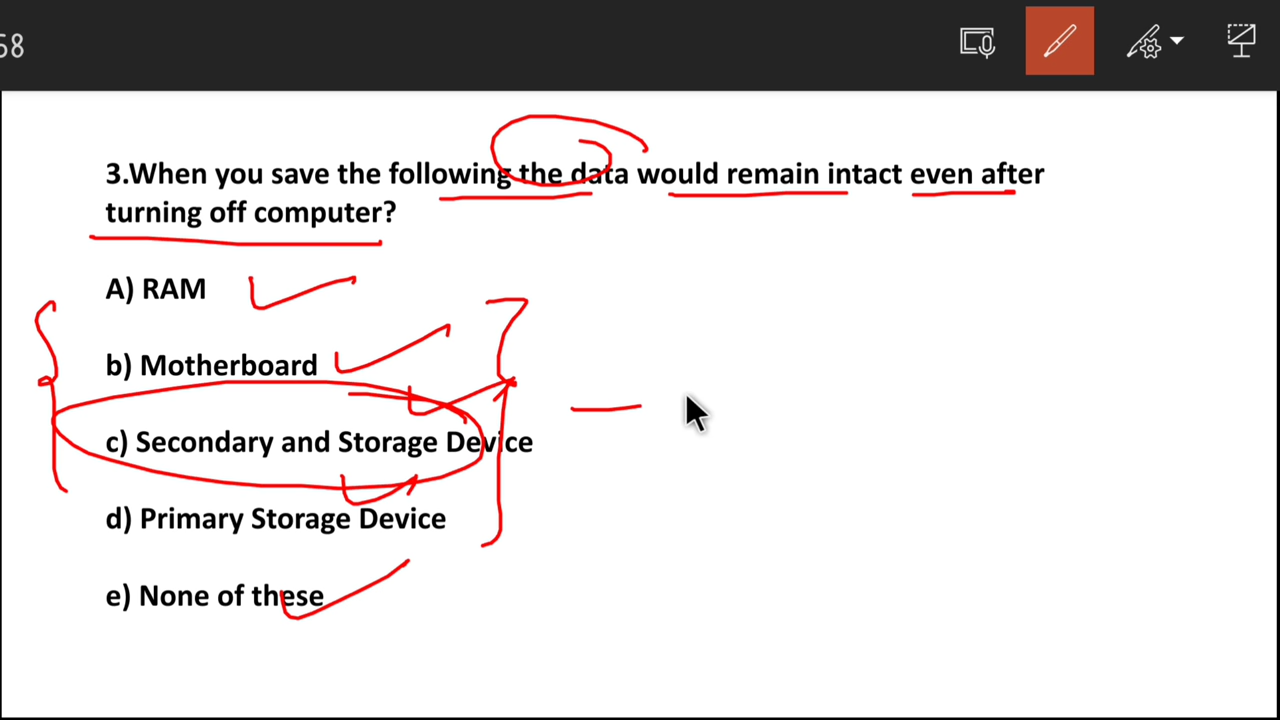 58
3.When you save the following the data would remain intact even after
turning off computer?
A) RAM
b) Motherboard
c) Secondary and Storage Device
d) Primary Storage Device
e) None of these